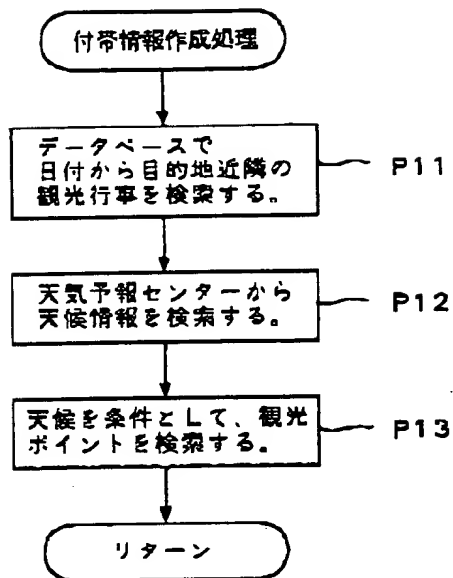 付帯情報作成処理
データベースで
日付から目的地近隣の
観光行事を検索する。
P11
天気予報センターから
天候情報を検索する。
P12
天候を条件として、観光
ポイントを検索する。
P13
リターン